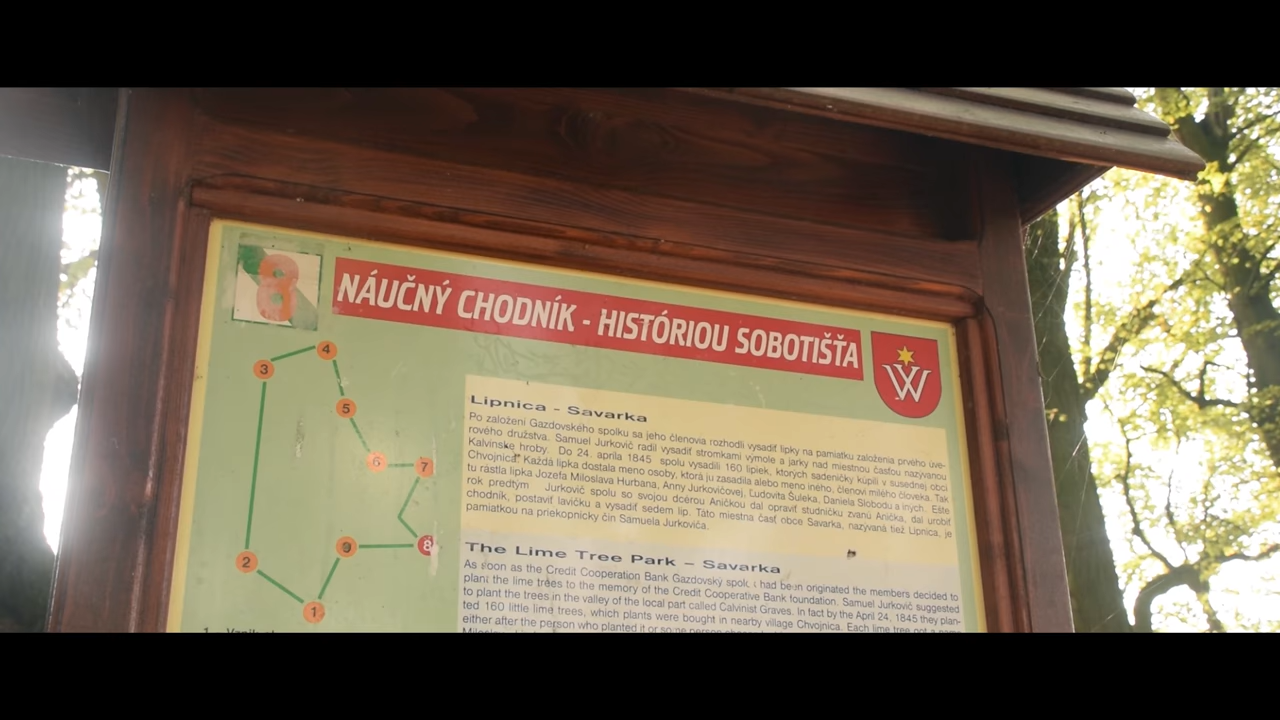 8
NÁUČNÝ CHODNÍK - HISTÓRIOU SOBOTIŠŤA
W
4
3
5
6
7
2
9
8
1
Lipnica - Savarka
Po založení Gazdovského spolku sa jeho členovia rozhodli vysadiť lipky na pamiatku založenia prvého úve-
rového družstva. Samuel Jurkovič radil vysadiť stromkami výmole a jarky nad miestnou časťou nazývanou
Kalvínske hroby. Do 24. apríla 1845 spolu vysadili 160 lipiek, ktorých sadeničky kúpili v susednej obci
Chvojnica. Každá lipka dostala meno osoby, ktorá ju zasadila alebo meno iného, členovi milého človeka. Tak
tu rástla lipka Jozefa Miloslava Hurbana, Anny Jurkovičovej, Ľudovíta Šuleka, Daniela Slobodu a iných. Ešte
rok predtým Jurkovič spolu so svojou dcérou Aničkou dal opraviť studničku zvanú Anička, dal urobiť
chodník, postaviť lavičku a vysadiť sedem líp. Táto miestna časť obce Savarka, nazývaná tiež Lipnica, je
pamiatkou na priekopnícky čin Samuela Jurkoviča.
The Lime Tree Park – Savarka
As soon as the Credit Cooperation Bank Gazdovský spolok had been originated the members decided to
plant the lime trees to the memory of the Credit Cooperative Bank foundation. Samuel Jurkovič suggested
to plant the trees in the valley of the local part called Calvinist Graves. In fact by the April 24, 1845 they plan-
ted 160 little lime trees, which plants were bought in nearby village Chvojnica. Each lime tree got a name
either after the person who planted it or some person